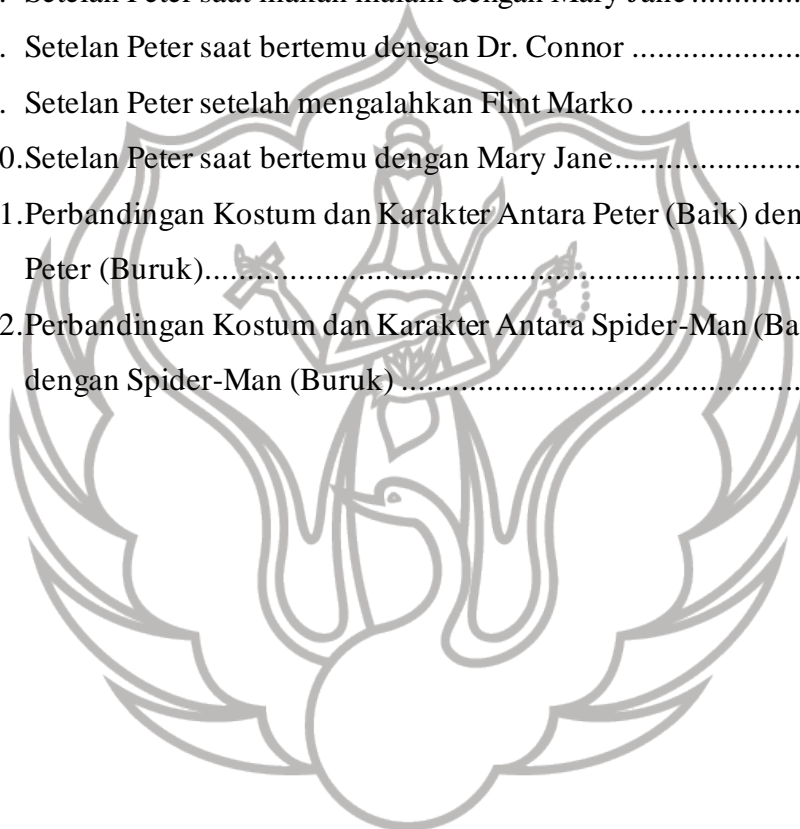 . Setelan Peter saat makan malam dengan Mary Jane..................
. Setelan Peter saat bertemu dengan Dr. Connor ..................
. Setelan Peter setelah mengalahkan Flint Marko .................
0.Setelan Peter saat bertemu dengan Mary Jane....................
1.Perbandingan Kostum dan Karakter Antara Peter (Baik) den
Peter (Buruk)....................................................................
2.Perbandingan Kostum dan Karakter Antara Spider-Man (Ba
dengan Spider-Man (Buruk) ..............................................